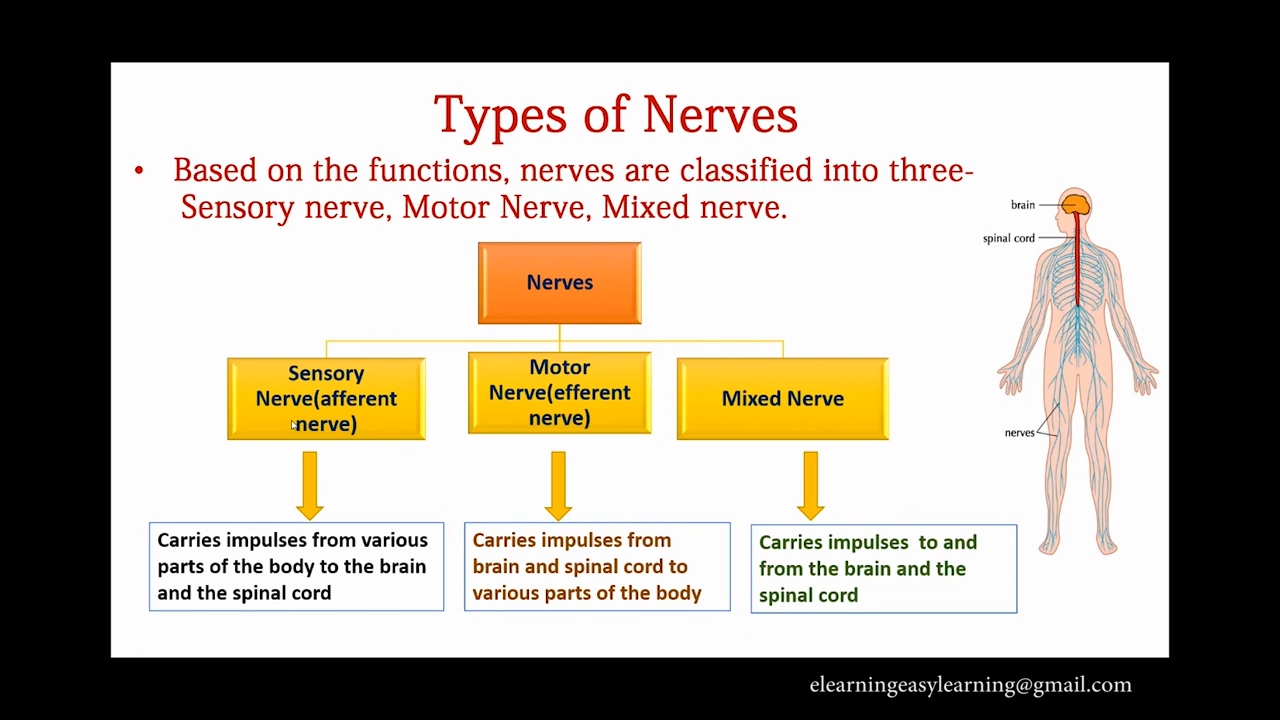 Types of Nerves
• Based on the functions, nerves are classified into three-
Sensory nerve, Motor Nerve, Mixed nerve.
brain
spinal cord
nerves
Nerves
Sensory
Nerve(afferent
nerve)
Motor
Nerve(efferent
nerve)
Mixed Nerve
Carries impulses from various
parts of the body to the brain
and the spinal cord
Carries impulses from
brain and spinal cord to
various parts of the body
Carries impulses to and
from the brain and the
spinal cord
elearningeasylearning@gmail.com